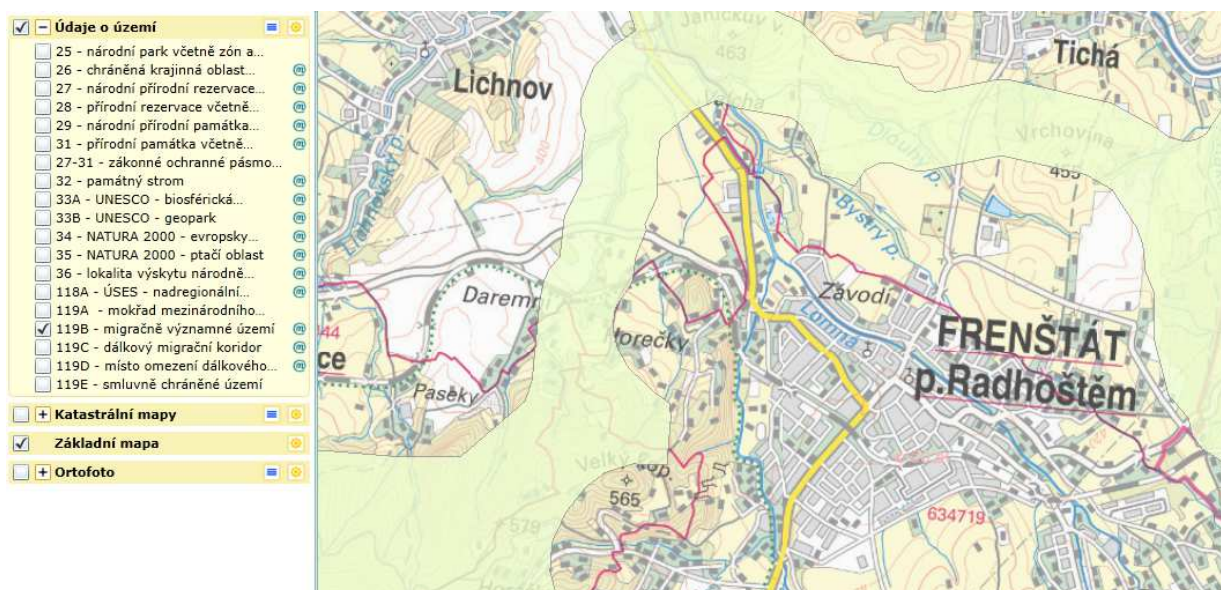 Údaje o území
25 - národní park včetně zón a...
26 - chráněná krajinná oblast...
27 - národní přírodní rezervace...
28 - přírodní rezervace včetně...
29 - národní přírodní památka...
31 - přírodní památka včetně...
27-31 - zákonné ochranné pásmo...
32 - památný strom
33A - UNESCO - biosférická...
33B - UNESCO - geopark
34 - NATURA 2000 - evropsky...
35 - NATURA 2000 - ptačí oblast
36 - lokalita výskytu národně...
118A - ÚSES - nadregionální...
119A - mokřad mezinárodního...
119B - migračně významné území
119C - dálkový migrační koridor
119D - místo omezení dálkového...
119E - smluvně chráněné území
Katastrální mapy
Základní mapa
Ortofoto
Janíčkův v.
463
Tichá
Lichnov
400
Vlčcha
Dlouhý p.
Vrchovina
455
Bystrý p.
Závodí
Lomná
Daremní
Horečky
Paseky
FRENŠTÁT
p.Radhoštěm
Velký
565
579
634719